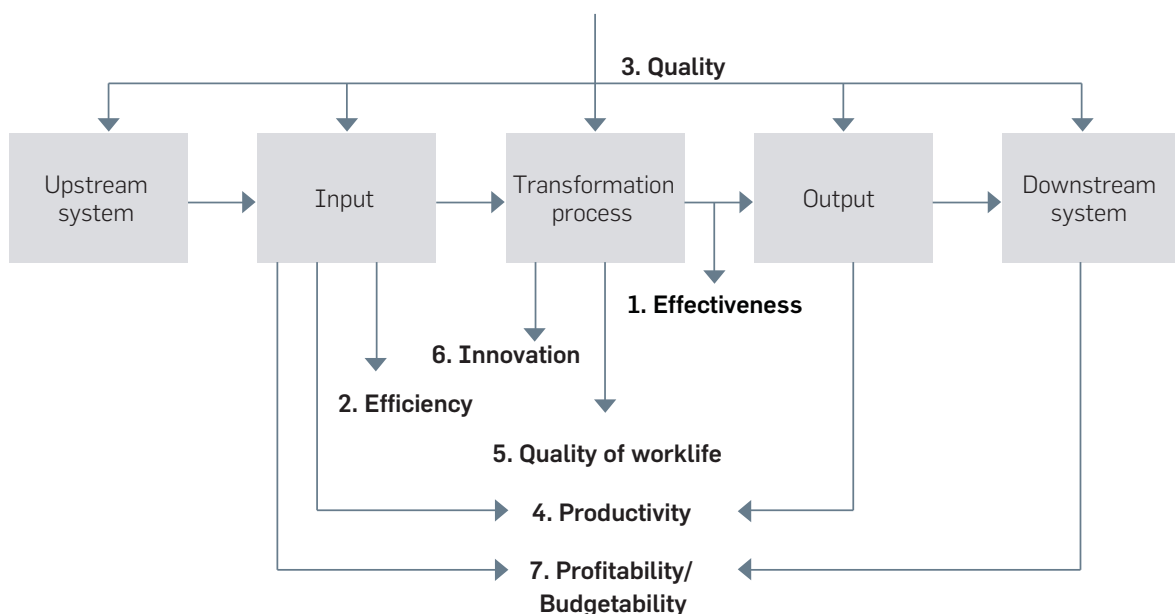 3. Quality
Upstream
system
Input
Transformation
process
Output
Downstream
system
1. Effectiveness
6. Innovation
2. Efficiency
5. Quality of worklife
4. Productivity
7. Profitability/
Budgetability